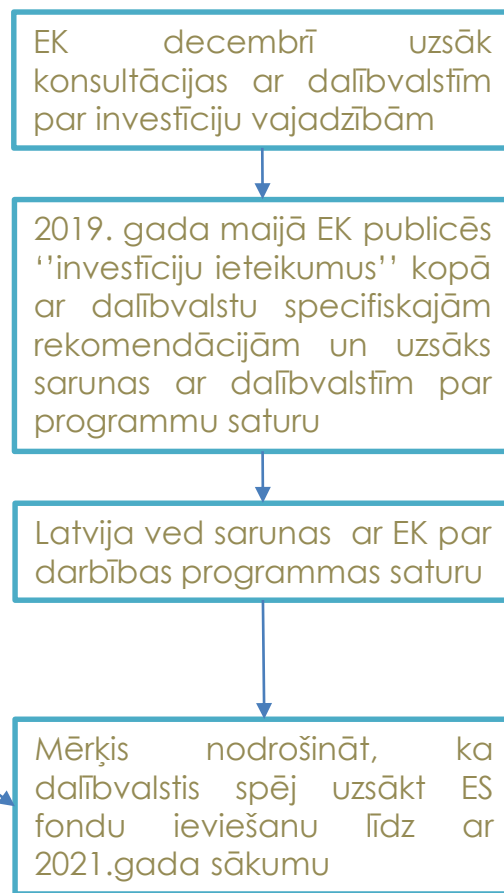 EK decembrī uzsāk
konsultācijas ar dalībvalstīm
par investīciju vajadzībām
2019. gada maijā EK publicēs
‘’investīciju ieteikumus’’ kopā
ar dalībvalstu specifiskajām
rekomendācijām un uzsāks
sarunas ar dalībvalstīm par
programmu saturu
Latvija ved sarunas ar EK par
darbības programmas saturu
Mērķis nodrošināt, ka
dalībvalstis spēj uzsākt ES
fondu ieviešanu līdz ar
2021.gada sākumu